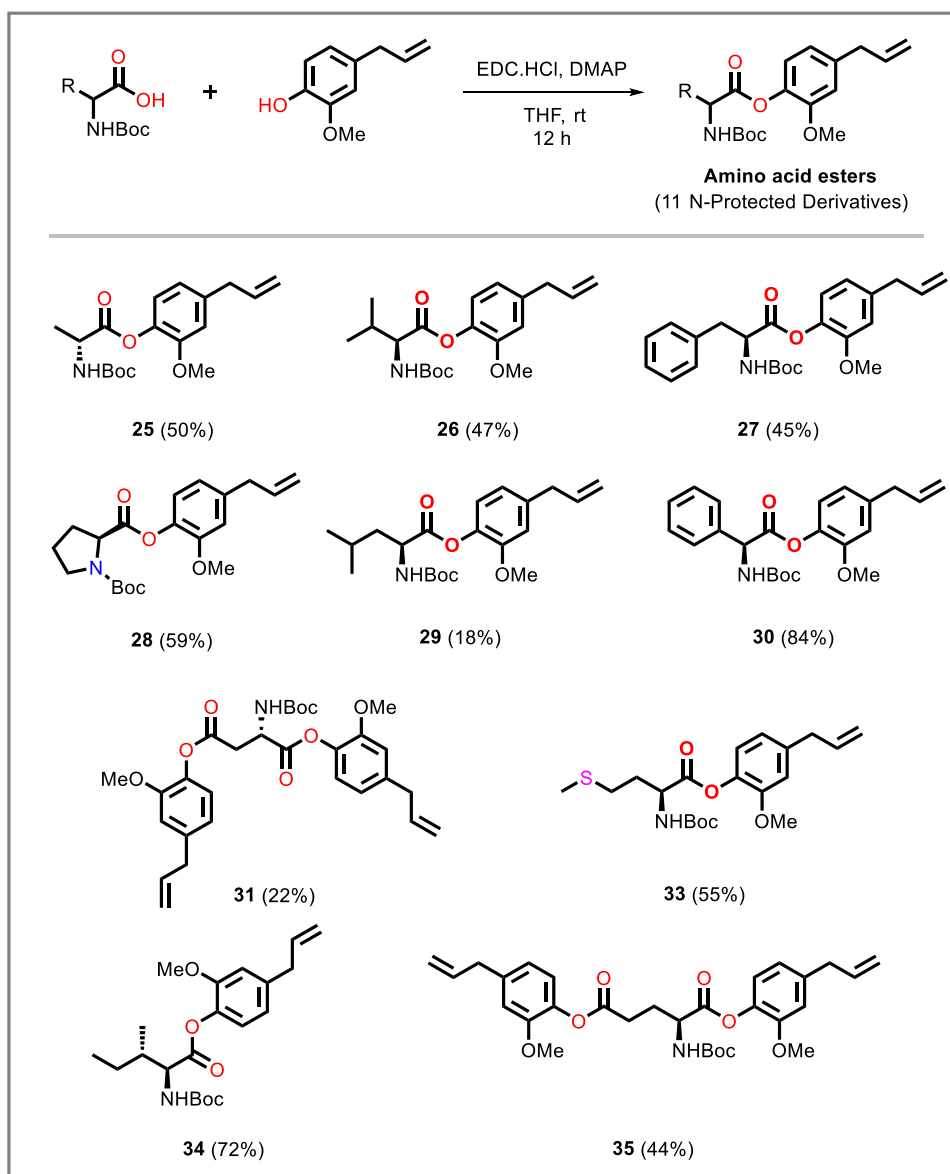 R
O
OH
NHBoc
+
HO
OMe
EDC.HCl, DMAP
THF, rt
12 h
R
O
O
NHBoc
OMe
Amino acid esters
(11 N-Protected Derivatives)
O
O
NHBoc
OMe
25 (50%)
O
O
NHBoc
OMe
26 (47%)
O
O
NHBoc
OMe
27 (45%)
O
O
N
Boc
OMe
28 (59%)
O
O
NHBoc
OMe
29 (18%)
O
O
NHBoc
OMe
30 (84%)
O
NHBoc
OMe
O
O
O
MeO
31 (22%)
O
S
O
NHBoc
OMe
33 (55%)
MeO
O
O
NHBoc
34 (72%)
O
O
O
O
OMe
NHBoc
OMe
35 (44%)